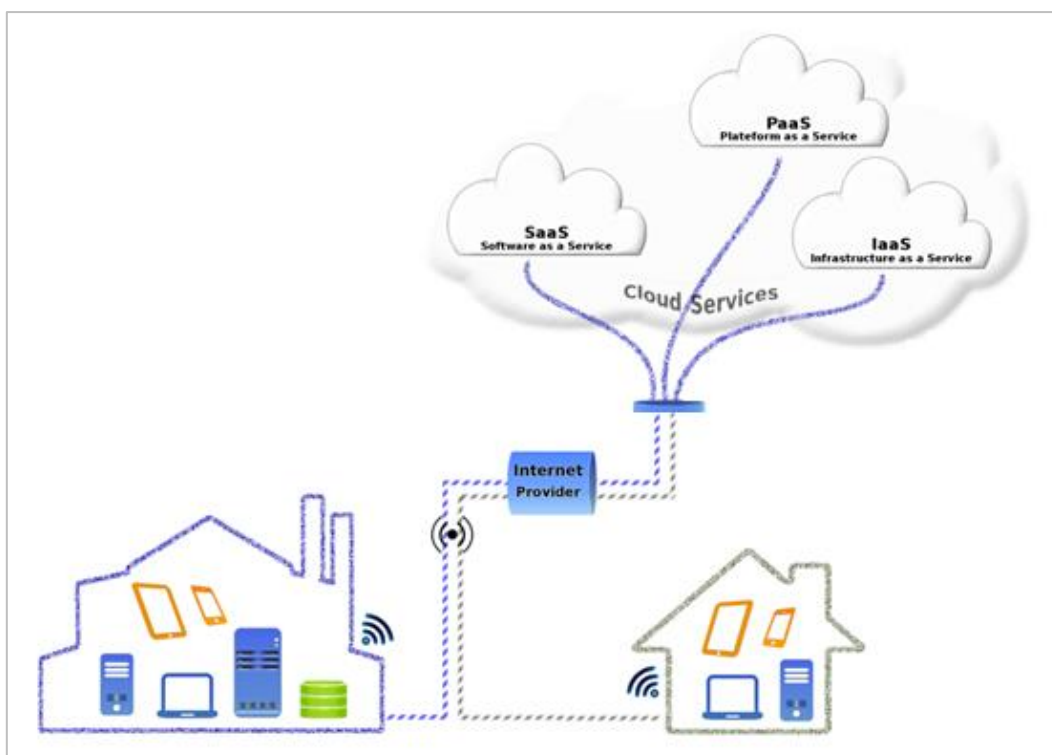 PaaS
Plateform as a Service
SaaS
Software as a Service
IaaS
Infrastructure as a Service
Cloud Services
Internet
Provider